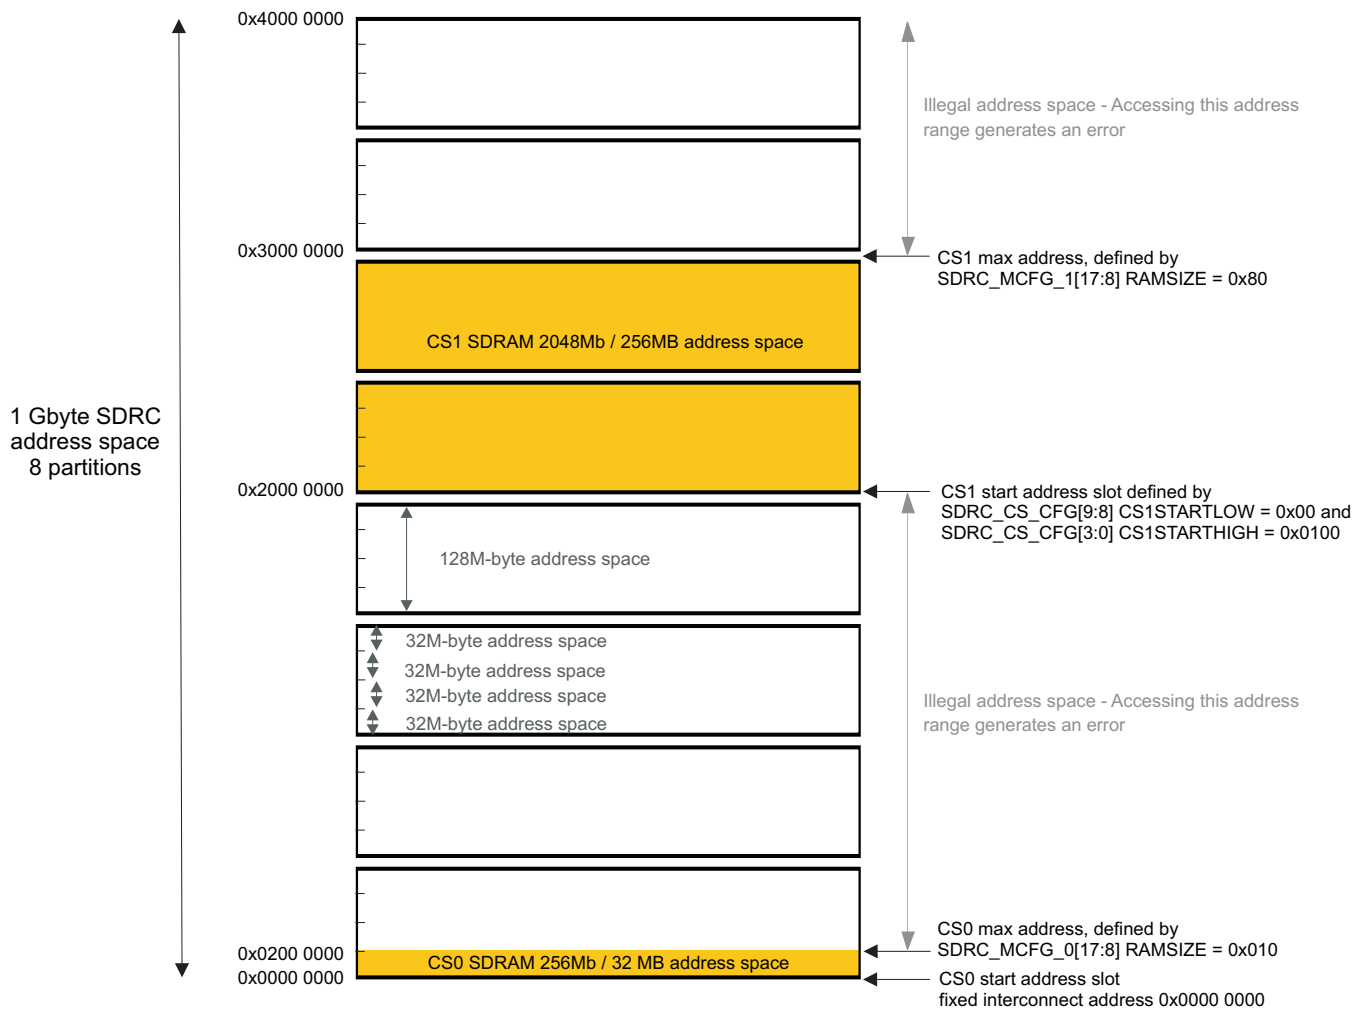 0x4000 0000
Illegal address space - Accessing this address
range generates an error
0x3000 0000
CS1 max address, defined by
SDRC_MCFG_1[17:8] RAMSIZE = 0x80
CS1 SDRAM 2048Mb / 256MB address space
1 Gbyte SDRC
address space
8 partitions
0x2000 0000
CS1 start address slot defined by
SDRC_CS_CFG[9:8] CS1STARTLOW = 0x00 and
SDRC_CS_CFG[3:0] CS1STARTHIGH = 0x0100
128M-byte address space
32M-byte address space
32M-byte address space
32M-byte address space
32M-byte address space
Illegal address space - Accessing this address
range generates an error
CS0 max address, defined by
SDRC_MCFG_0[17:8] RAMSIZE = 0x010
0x0200 0000
CS0 SDRAM 256Mb / 32 MB address space
0x0000 0000
CS0 start address slot
fixed interconnect address 0x0000 0000